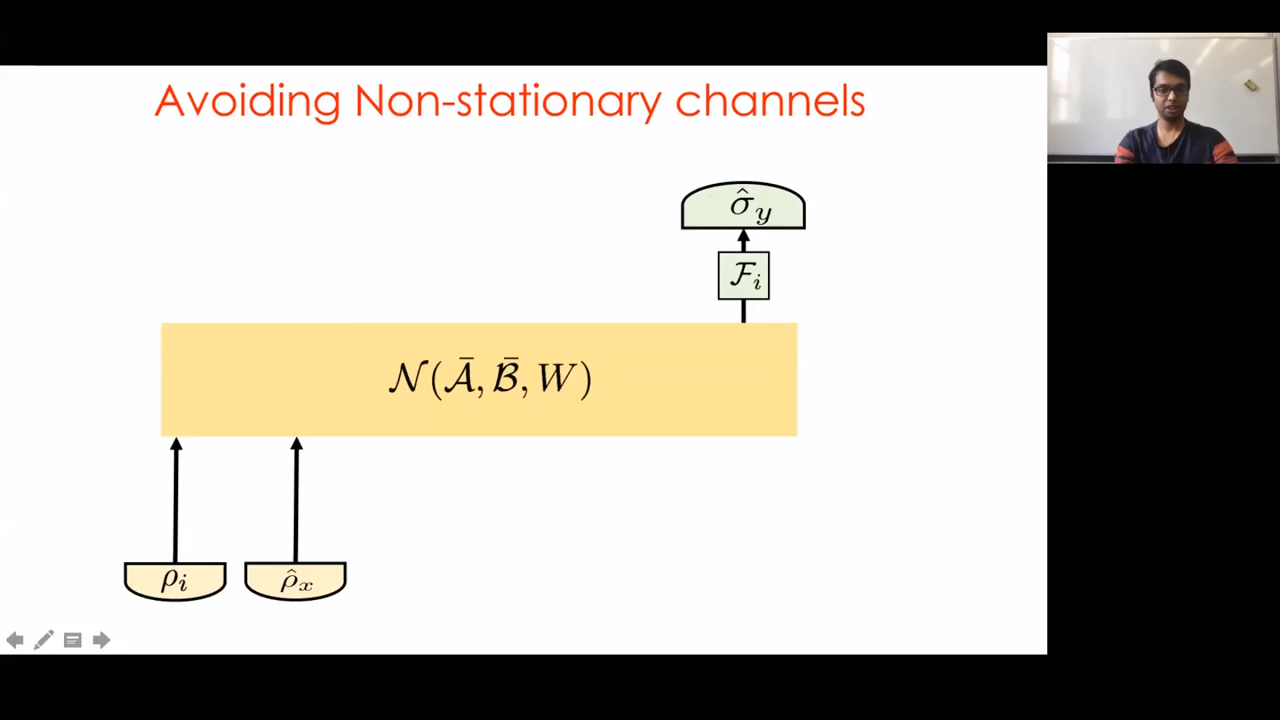 Avoiding Non-stationary channels
σ̂_y
ℱ_i
𝒩(𝒜̄, ℬ̄, W)
ρ_i ρ̂_x